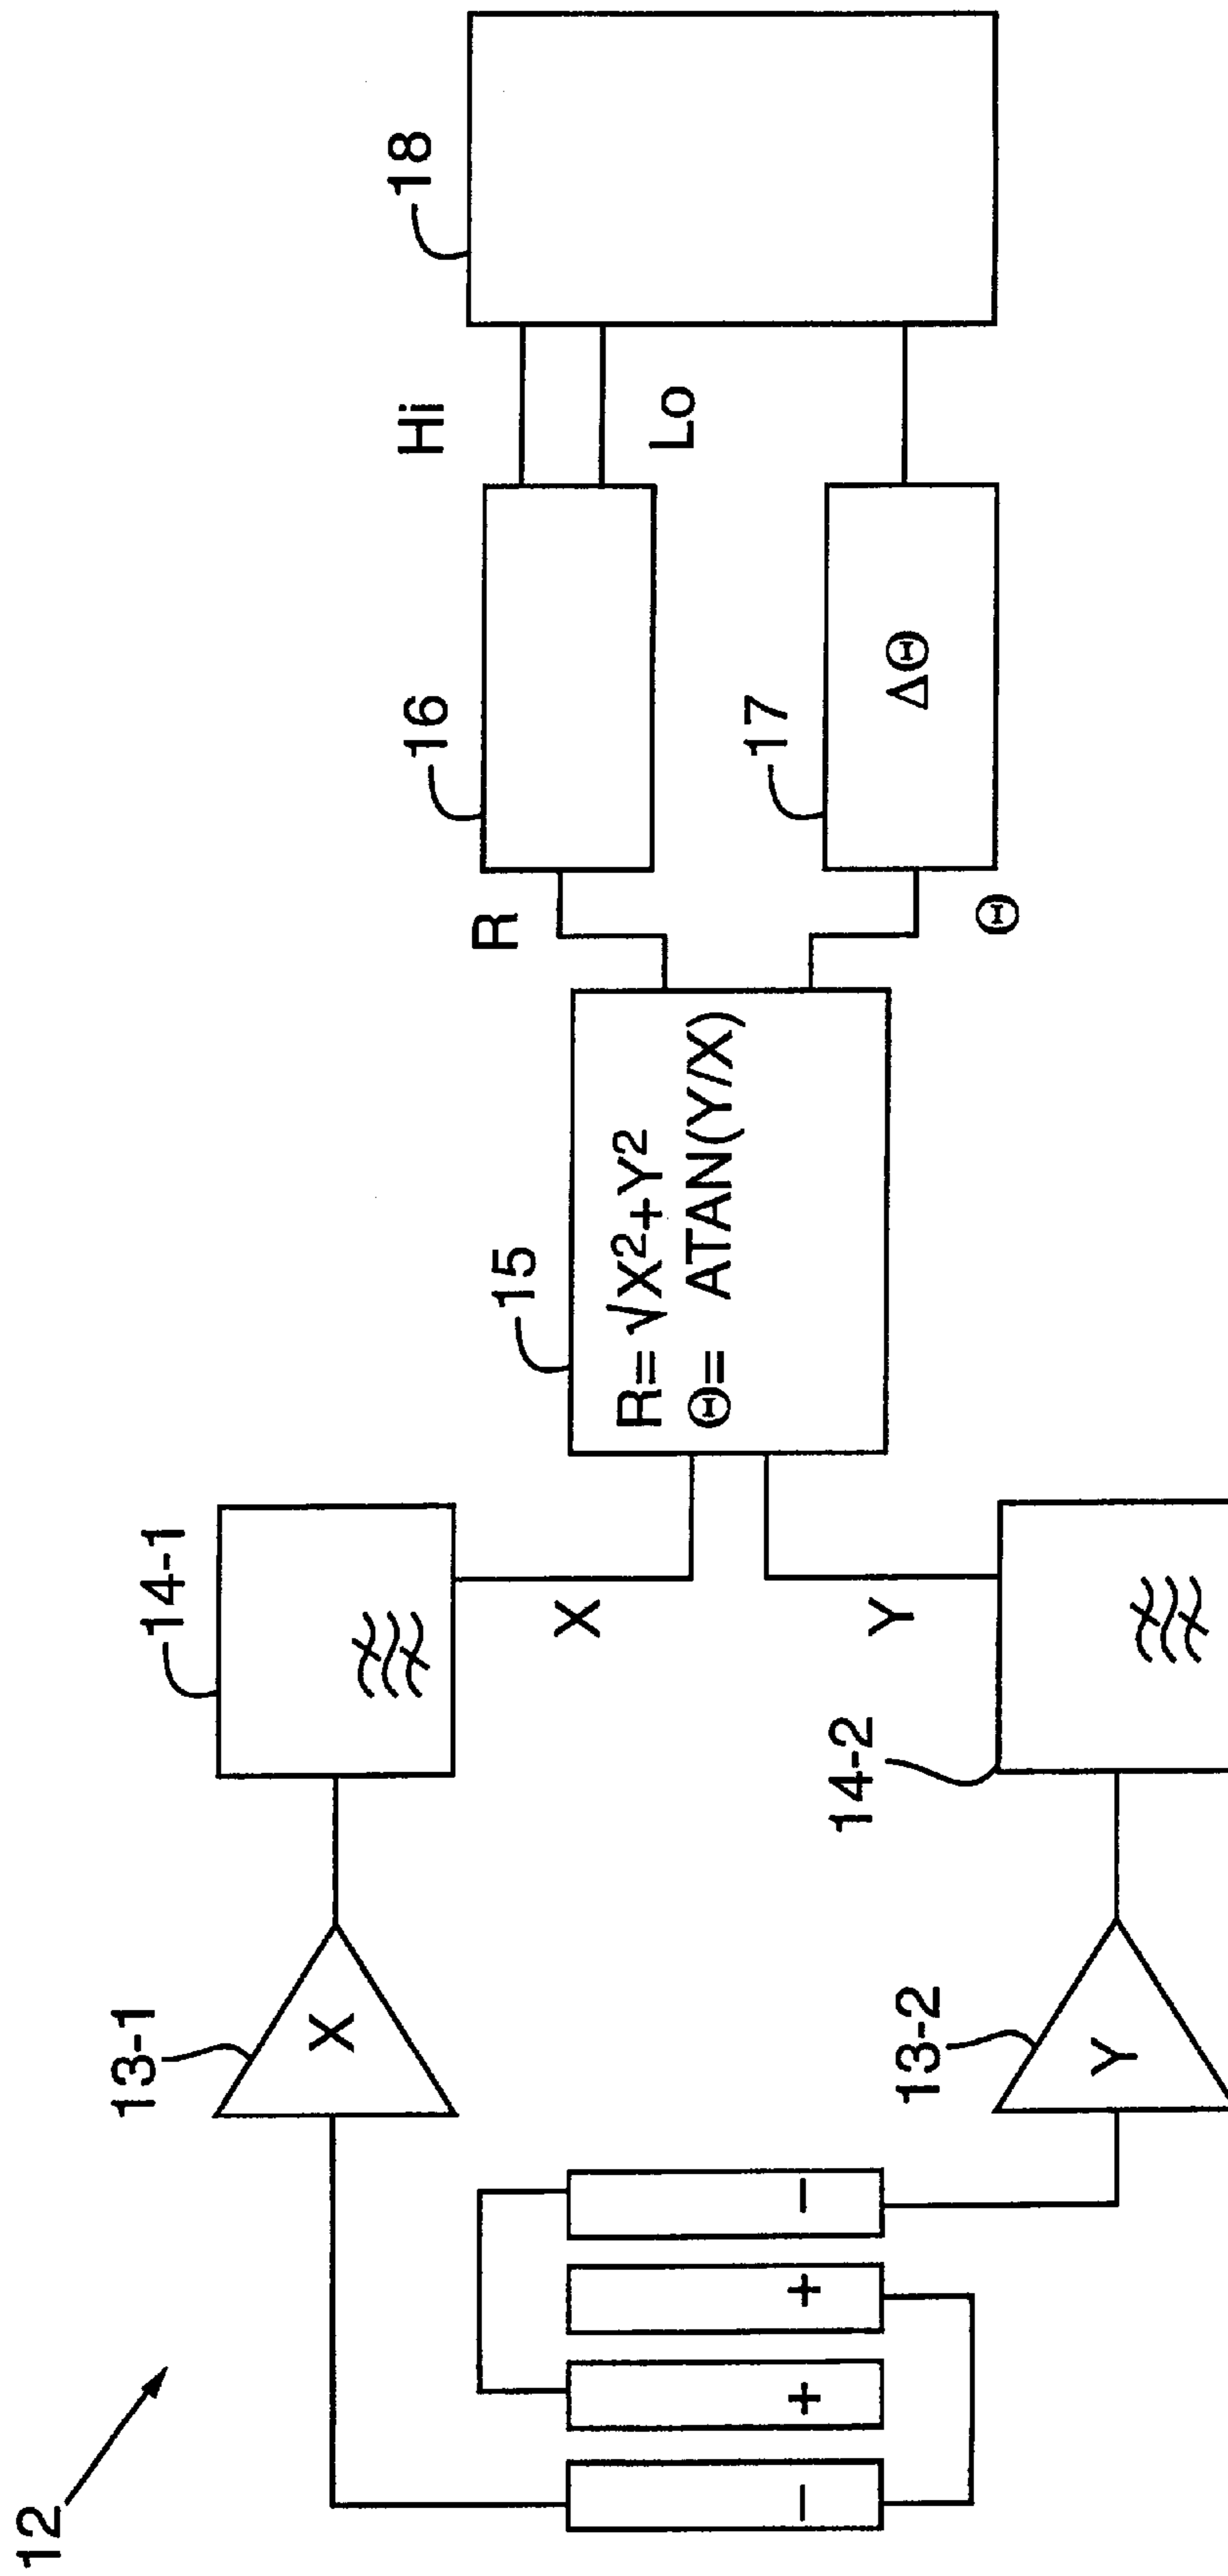 12
13-1
X
14-1
X
13-2
Y
14-2
Y
15
R= √X²+Y²
Θ= ATAN(Y/X)
R
Θ
16
17
ΔΘ
Hi
Lo
18
− + + −